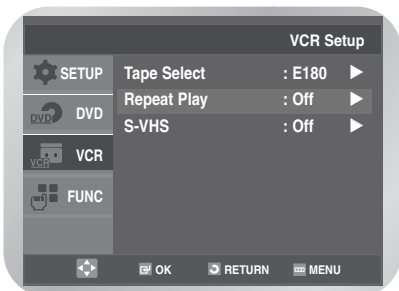 VCR Setup
SETUP
DVD
DVD
VCR
VCR
FUNC
Tape Select : E180
Repeat Play : Off
S-VHS : Off
OK RETURN MENU